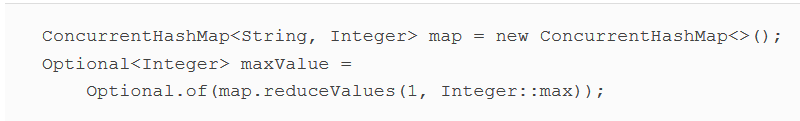 ConcurrentHashMap<String, Integer> map = new ConcurrentHashMap<>();
Optional<Integer> maxValue =
Optional.of(map.reduceValues(1, Integer::max));